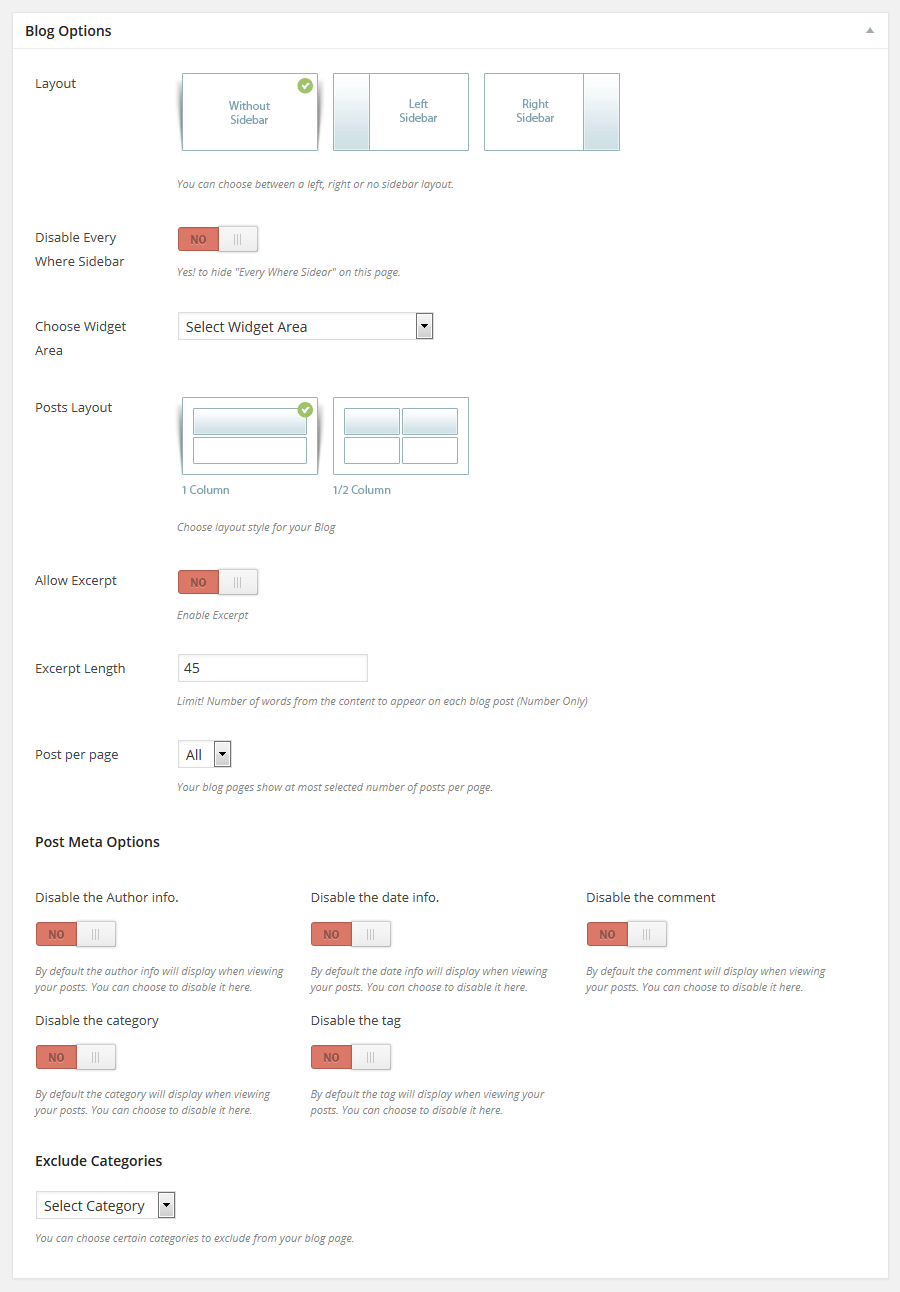 Blog Options
Layout
Without
Sidebar
Left
Sidebar
Right
Sidebar
You can choose between a left, right or no sidebar layout.
Disable Every
Where Sidebar
NO
Yes! to hide "Every Where Sidear" on this page.
Choose Widget
Area
Select Widget Area
Posts Layout
1 Column
1/2 Column
Choose layout style for your Blog
Allow Excerpt
NO
Enable Excerpt
Excerpt Length
45
Limit! Number of words from the content to appear on each blog post (Number Only)
Post per page
All
Your blog pages show at most selected number of posts per page.
Post Meta Options
Disable the Author info.
NO
By default the author info will display when viewing
your posts. You can choose to disable it here.
Disable the date info.
NO
By default the date info will display when viewing
your posts. You can choose to disable it here.
Disable the comment
NO
By default the comment will display when viewing
your posts. You can choose to disable it here.
Disable the category
NO
By default the category will display when viewing
your posts. You can choose to disable it here.
Disable the tag
NO
By default the tag will display when viewing your
posts. You can choose to disable it here.
Exclude Categories
Select Category
You can choose certain categories to exclude from your blog page.